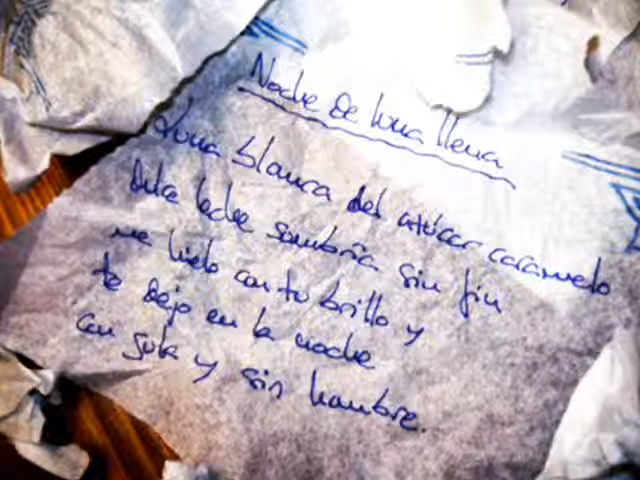 Noche De luna llena
Luna blanca del azúcar caramelo
Dulce leche sombría sin fin
me hielo con tu brillo y
te dejo en la noche
con gula y sin hambre.